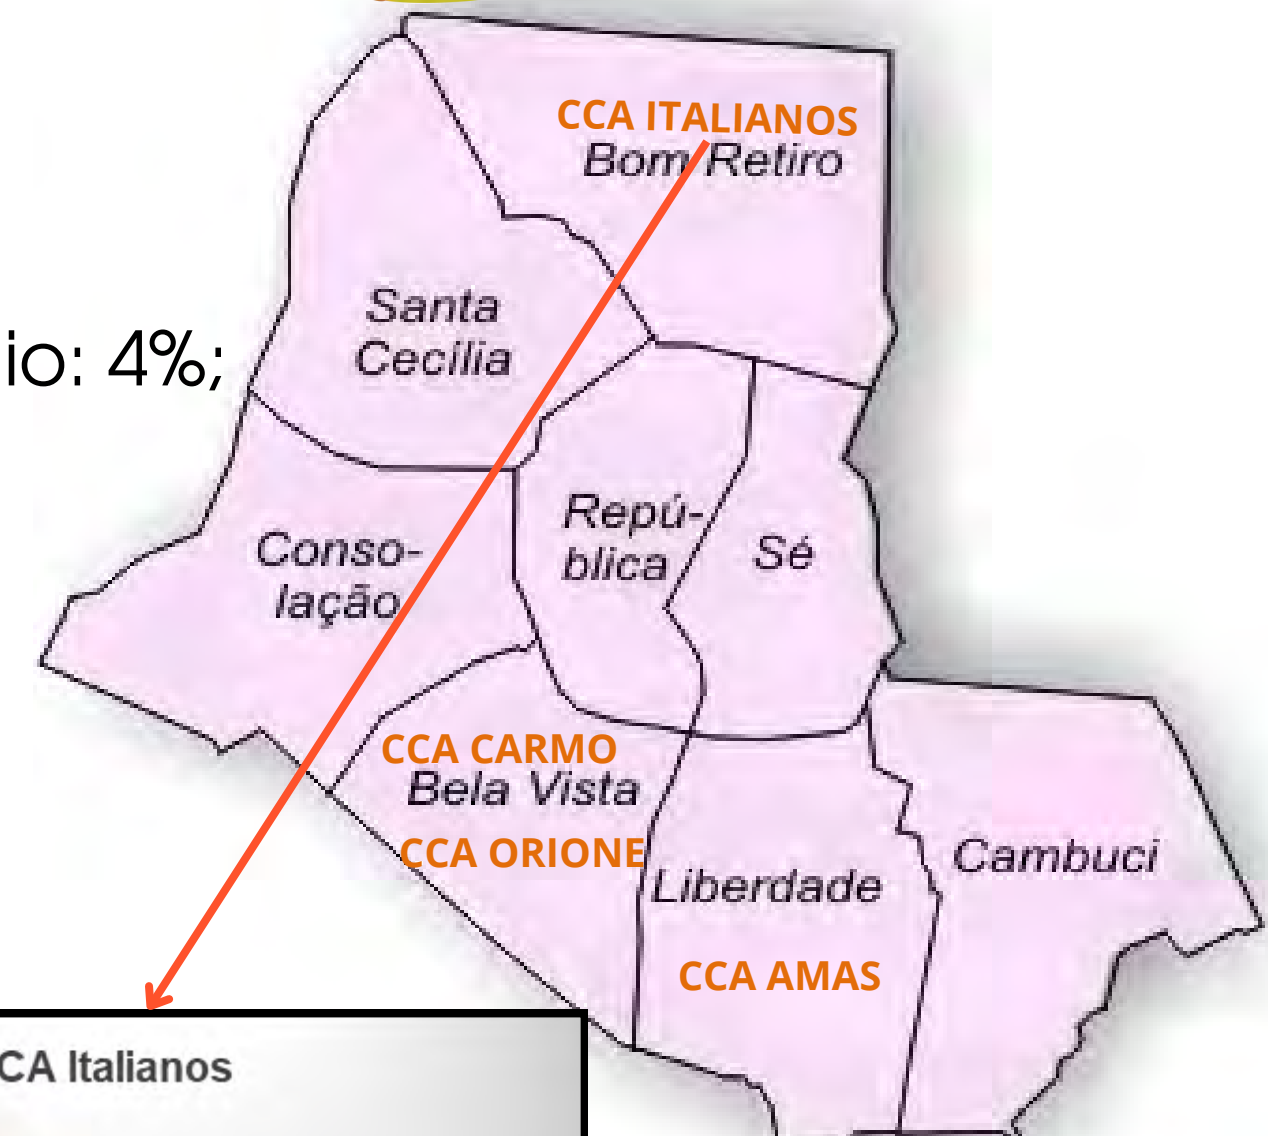 CCA ITALIANOS
Bom Retiro
Santa
Cecília
io: 4%;
Repú-
blica
Sé
Conso-
lação
CCA CARMO
Bela Vista
CCA ORIONE
Liberdade
Cambuci
CCA AMAS
CA Italianos